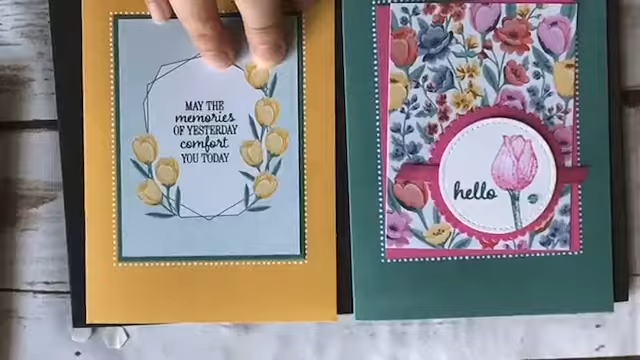 MAY THE
memories
OF YESTERDAY
comfort
YOU TODAY
hello